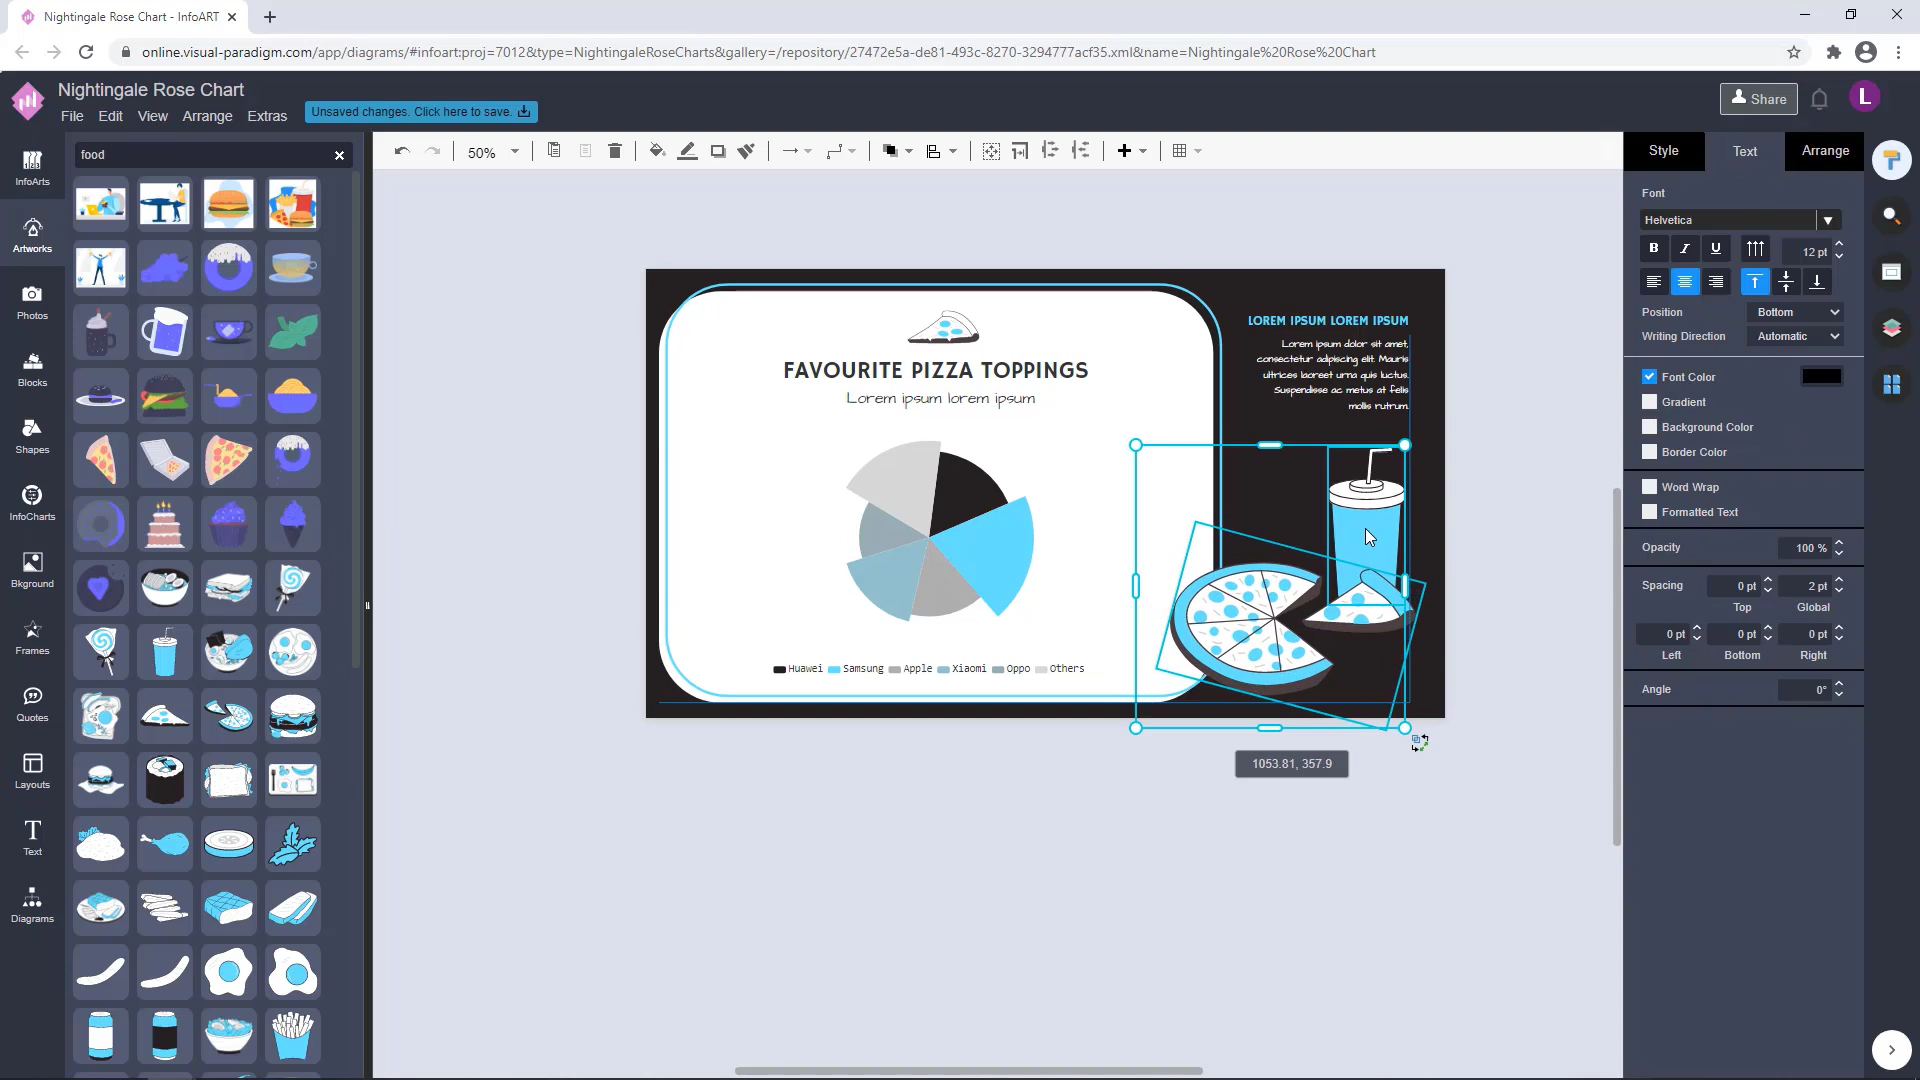 Nightingale Rose Chart - InfoART
online.visual-paradigm.com/app/diagrams/#infoart:proj=7012&type=NightingaleRoseCharts&gallery=/repository/27472e5a-de81-493c-8270-3294777acf35.xml&name=Nightingale%20Rose%20Chart
Nightingale Rose Chart
File Edit View Arrange Extras
Unsaved changes. Click here to save.
Share
L
InfoArts
Artworks
Photos
Blocks
Shapes
InfoCharts
Bkground
Frames
Quotes
Layouts
Text
Diagrams
food
50%
FAVOURITE PIZZA TOPPINGS
Lorem ipsum lorem ipsum
Huawei Samsung Apple Xiaomi Oppo Others
LOREM IPSUM LOREM IPSUM
Lorem ipsum dolor sit amet,
consectetur adipiscing elit. Mauris
ultrices laoreet urna quis luctus.
Suspendisse ac metus at felis
mollis rutrum.
1053.81, 357.9
Style Text Arrange
Font
Helvetica
B I U 12 pt
Position Bottom
Writing Direction Automatic
Font Color
Gradient
Background Color
Border Color
Word Wrap
Formatted Text
Opacity 100 %
Spacing 0 pt 2 pt
Top Global
0 pt 0 pt 0 pt
Left Bottom Right
Angle 0°